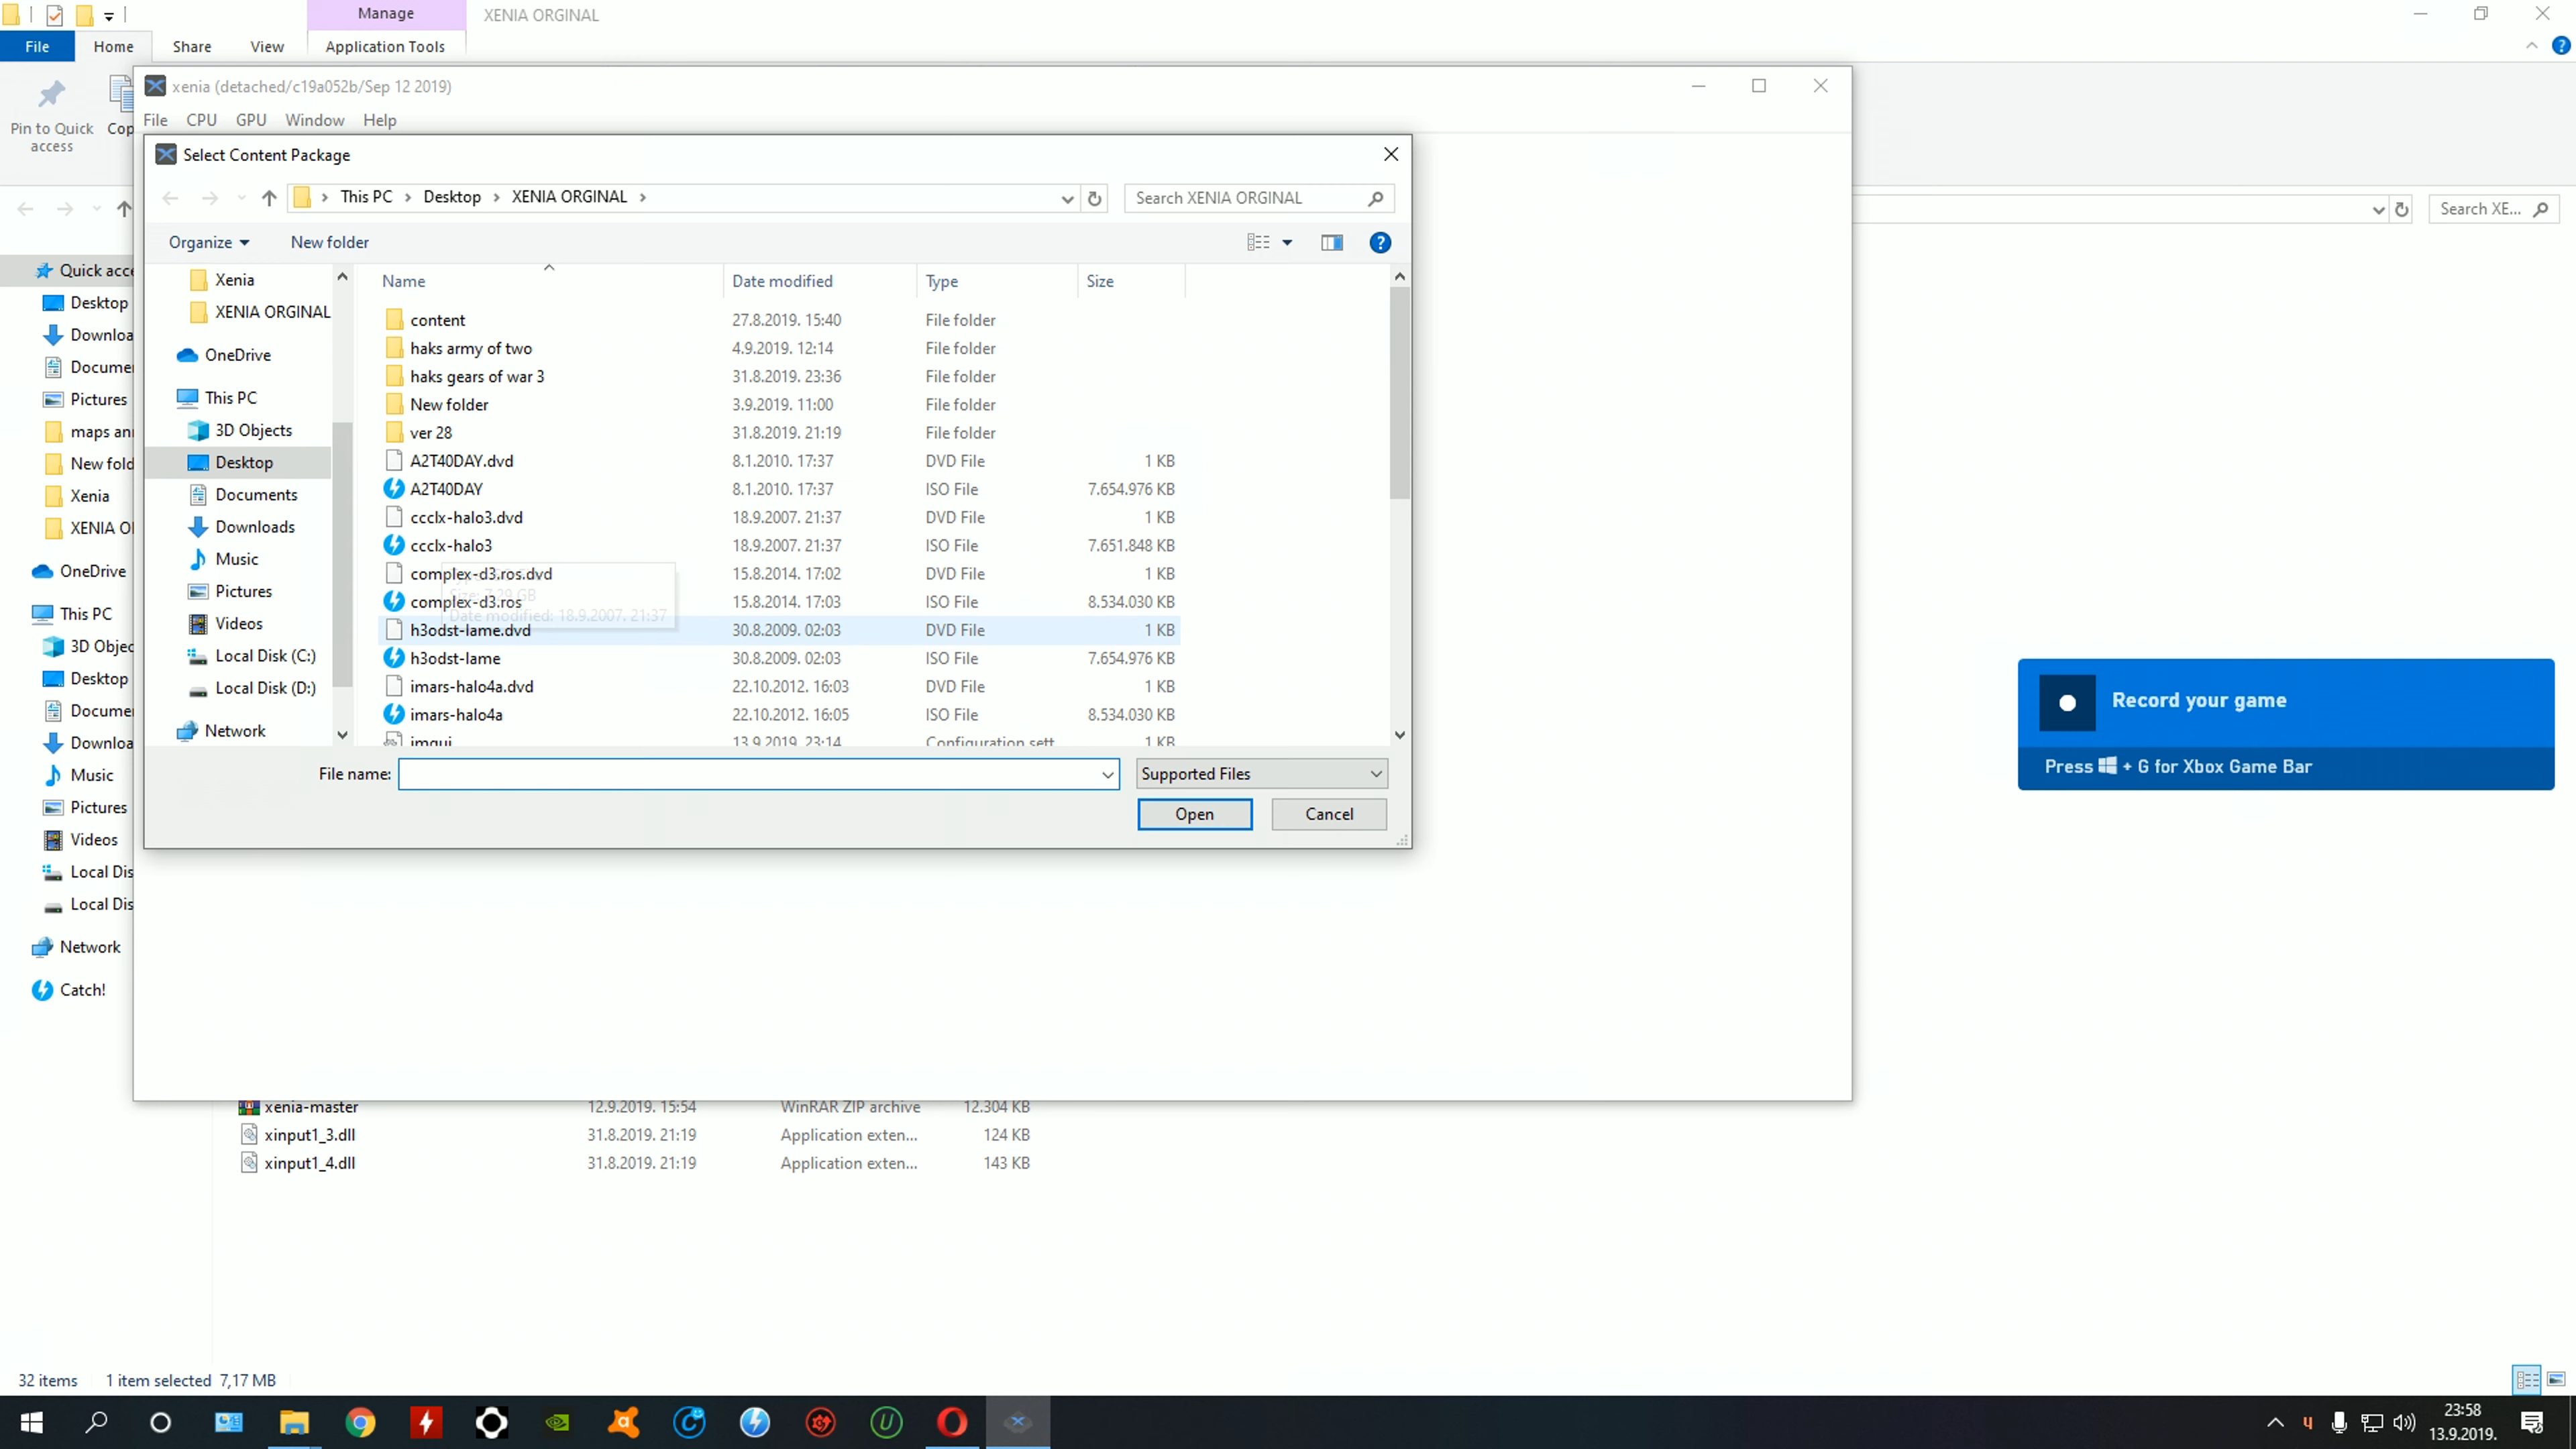 Manage
XENIA ORGINAL
File
Home
Share
View
Application Tools
Pin to Quick access
Cop
xenia (detached/c19a052b/Sep 12 2019)
File CPU GPU Window Help
Select Content Package
This PC > Desktop > XENIA ORGINAL >
Search XENIA ORGINAL
Search XE...
Organize
New folder
Quick acce
Desktop
Downloa
Documer
Pictures
maps ani
New fold
Xenia
XENIA O
OneDrive
This PC
3D Objec
Desktop
Documer
Downloa
Music
Pictures
Videos
Local Dis
Local Dis
Network
Catch!
Xenia
XENIA ORGINAL
OneDrive
This PC
3D Objects
Desktop
Documents
Downloads
Music
Pictures
Videos
Local Disk (C:)
Local Disk (D:)
Network
Name Date modified Type Size
content 27.8.2019. 15:40 File folder
haks army of two 4.9.2019. 12:14 File folder
haks gears of war 3 31.8.2019. 23:36 File folder
New folder 3.9.2019. 11:00 File folder
ver 28 31.8.2019. 21:19 File folder
A2T40DAY.dvd 8.1.2010. 17:37 DVD File 1 KB
A2T40DAY 8.1.2010. 17:37 ISO File 7.654.976 KB
ccclx-halo3.dvd 18.9.2007. 21:37 DVD File 1 KB
ccclx-halo3 18.9.2007. 21:37 ISO File 7.651.848 KB
complex-d3.ros.dvd 15.8.2014. 17:02 DVD File 1 KB
Size: 7,29 GB
complex-d3.ros 15.8.2014. 17:03 ISO File 8.534.030 KB
Date modified: 18.9.2007. 21:37
h3odst-lame.dvd 30.8.2009. 02:03 DVD File 1 KB
h3odst-lame 30.8.2009. 02:03 ISO File 7.654.976 KB
imars-halo4a.dvd 22.10.2012. 16:03 DVD File 1 KB
imars-halo4a 22.10.2012. 16:05 ISO File 8.534.030 KB
imgui 13.9.2019. 23:14 Configuration sett 1 KB
File name:
Supported Files
Open
Cancel
Record your game
Press + G for Xbox Game Bar
xenia-master 12.9.2019. 15:54 WinRAR ZIP archive 12.304 KB
xinput1_3.dll 31.8.2019. 21:19 Application exten... 124 KB
xinput1_4.dll 31.8.2019. 21:19 Application exten... 143 KB
32 items 1 item selected 7,17 MB
23:58
13.9.2019.